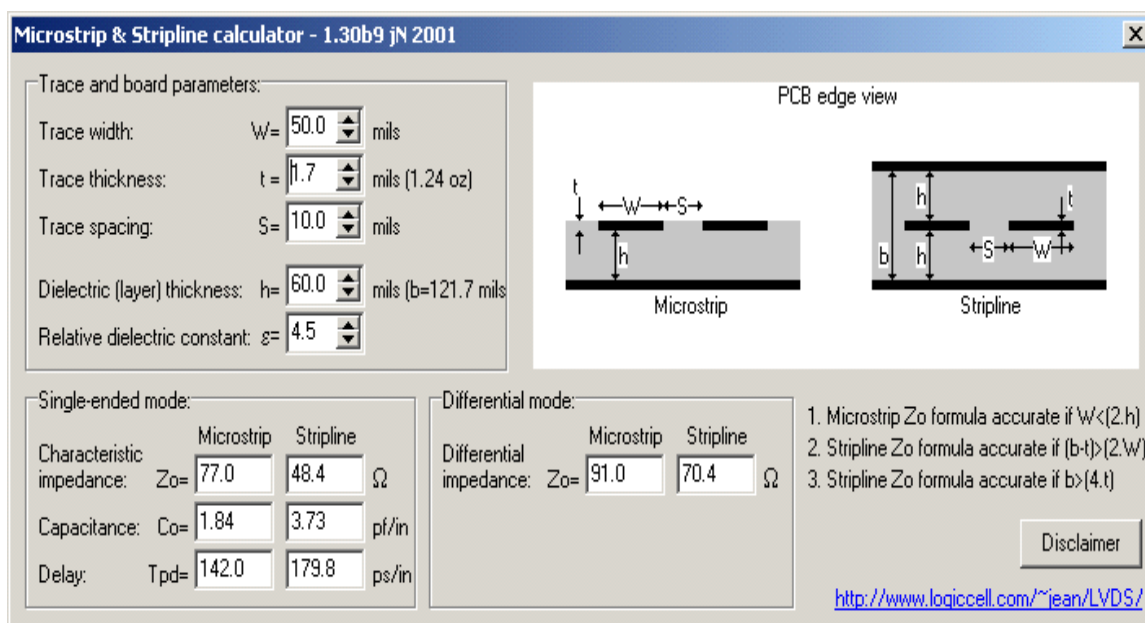 Microstrip & Stripline calculator - 1.30b9 jN 2001
Trace and board parameters:
Trace width: W= 50.0 mils
Trace thickness: t = 1.7 mils (1.24 oz)
Trace spacing: S= 10.0 mils
Dielectric (layer) thickness: h= 60.0 mils (b=121.7 mils
Relative dielectric constant: ε= 4.5
PCB edge view
t
W S
h
Microstrip
h
t
b
S W
h
Stripline
Single-ended mode:
Microstrip Stripline
Characteristic
impedance: Zo= 77.0 48.4 Ω
Capacitance: Co= 1.84 3.73 pf/in
Delay: Tpd= 142.0 179.8 ps/in
Differential mode:
Microstrip Stripline
Differential
impedance: Zo= 91.0 70.4 Ω
1. Microstrip Zo formula accurate if W<(2.h)
2. Stripline Zo formula accurate if (b-t)>(2.W)
3. Stripline Zo formula accurate if b>(4.t)
Disclaimer
http://www.logiccell.com/~jean/LVDS/